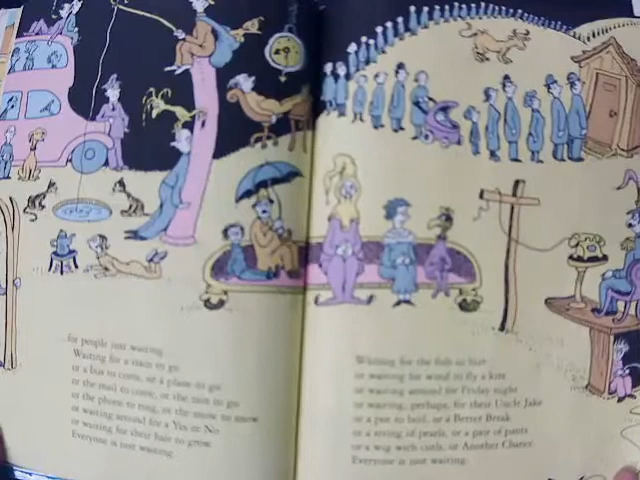 ...for people just waiting.
Waiting for a train to go
or a bus to come, or a plane to go
or the mail to come, or the rain to go
or the phone to ring, or the snow to snow
or waiting around for a Yes or No
or waiting for their hair to grow.
Everyone is just waiting.
Waiting for the fish to bite
or waiting for wind to fly a kite
or waiting around for Friday night
or waiting, perhaps, for their Uncle Jake
or a pot to boil, or a Better Break
or a string of pearls, or a pair of pants
or a wig with curls, or Another Chance.
Everyone is just waiting.